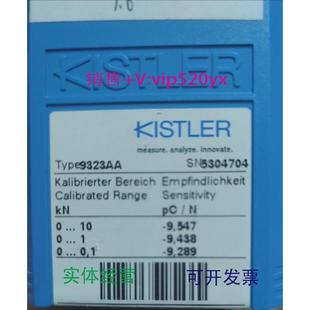 1.0
KISTLER
销售+V:vip520yx
KISTLER
measure. analyze. innovate.
Type 9323AA SN 5304704
Kalibrierter Bereich Empfindlichkeit
Calibrated Range Sensitivity
kN pC / N
0 ... 10 -9,547
0 ... 1 -9,438
0 ... 0,1 -9,289
实体经营 可开发票